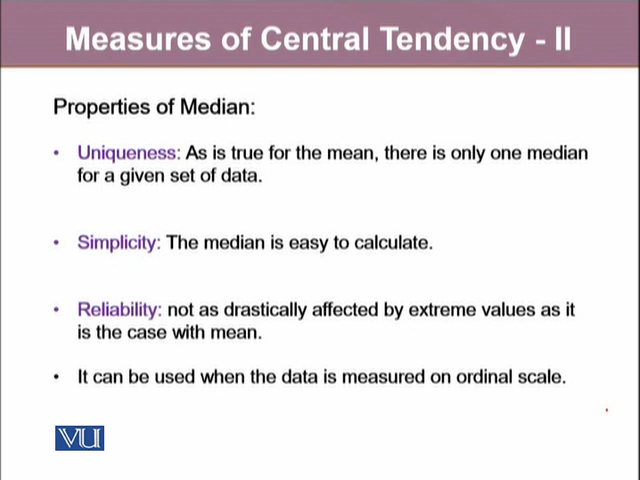 Measures of Central Tendency - II
Properties of Median:
• Uniqueness: As is true for the mean, there is only one median
for a given set of data.
• Simplicity: The median is easy to calculate.
• Reliability: not as drastically affected by extreme values as it
is the case with mean.
• It can be used when the data is measured on ordinal scale.
VU